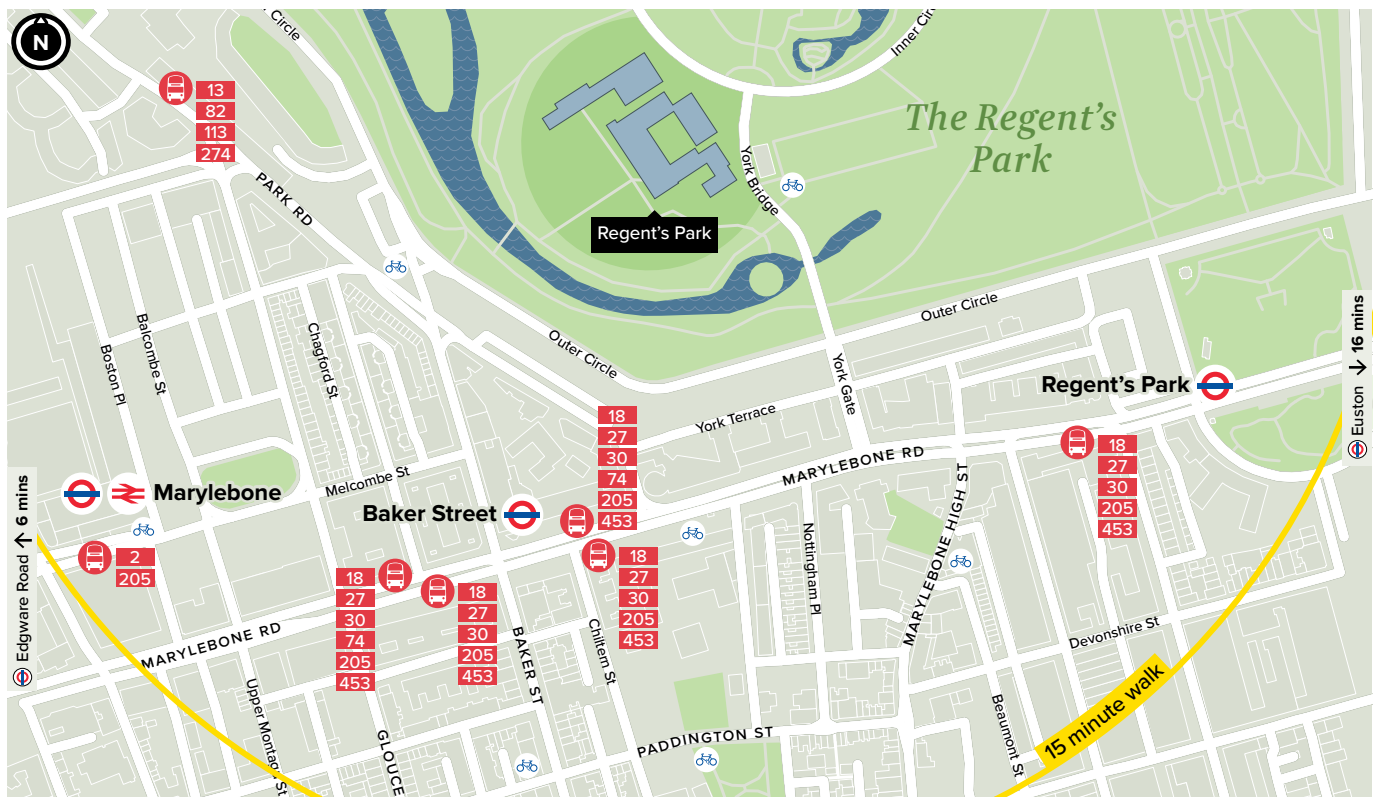 N
Circle
Inner Circ
13
82
113
274
The Regent's
Park
PARK RD
York Bridge
Regent's Park
Balcombe St
Boston Pl
Chagford St
Outer Circle
Outer Circle
York Gate
York Terrace
Regent's Park
Euston → 16 mins
18
27
30
74
205
453
MARYLEBONE RD
18
27
30
205
453
Melcombe St
Marylebone
Baker Street
MARYLEBONE HIGH ST
Nottingham Pl
2
205
Edgware Road → 6 mins
18
27
30
74
205
453
18
27
30
205
453
18
27
30
205
453
MARYLEBONE RD
BAKER ST
Chiltern St
Devonshire St
Upper Montagu St
GLOUCE
PADDINGTON ST
Beaumont St
15 minute walk